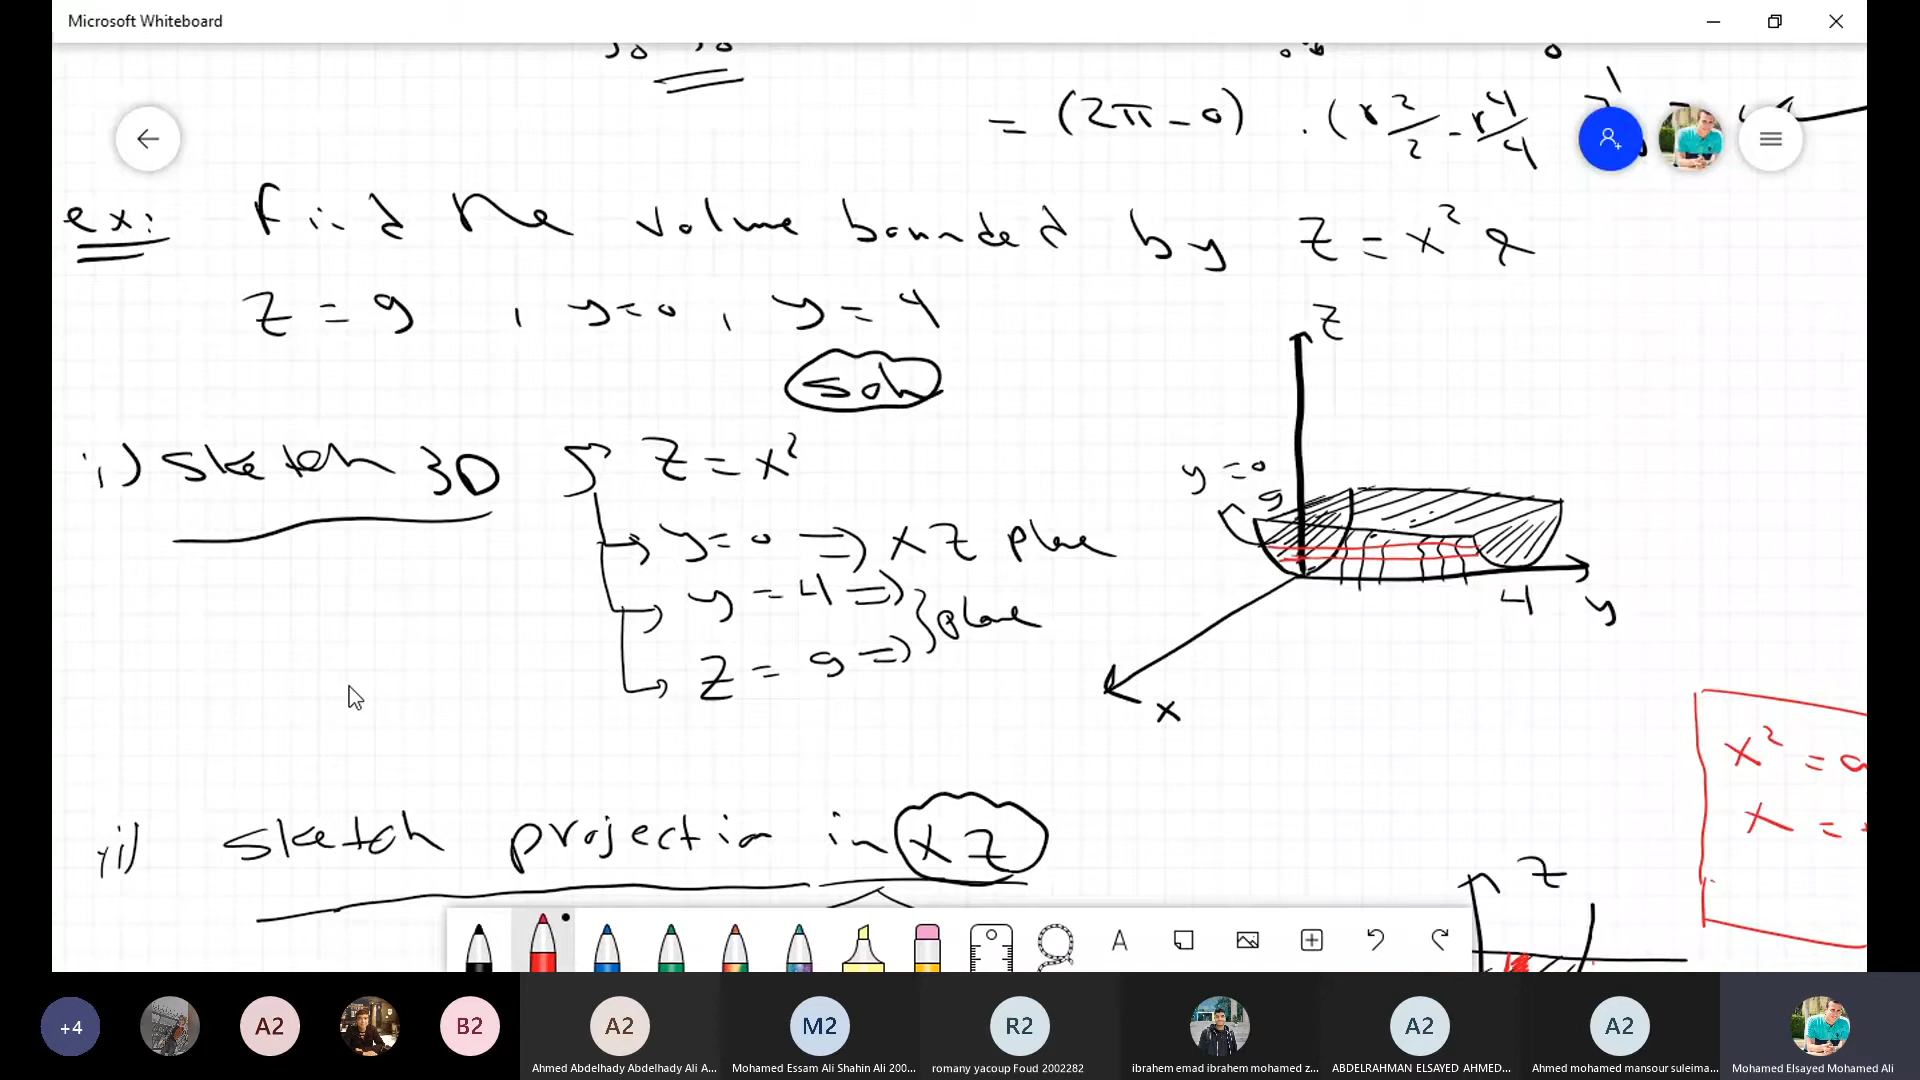 Microsoft Whiteboard
= (2π - 0) . (r²/2 - r⁴/4
ex: Find the volume bounded by z = x² &
z = 9 , y = 0 , y = 4
soln
i) sketch 3D z = x²
y = 0 ⇒ xz plane
y = 4 ⇒
z = 9 ⇒ } plane
z
y = 0
9
4
y
x
x² =
x =
ii) sketch projection in xz
z
+4
A2
B2
A2
M2
R2
A2
A2
Ahmed Abdelhady Abdelhady Ali A...
Mohamed Essam Ali Shahin Ali 200...
romany yacoup Foud 2002282
ibrahem emad ibrahem mohamed z...
ABDELRAHMAN ELSAYED AHMED...
Ahmed mohamed mansour suleima...
Mohamed Elsayed Mohamed Ali